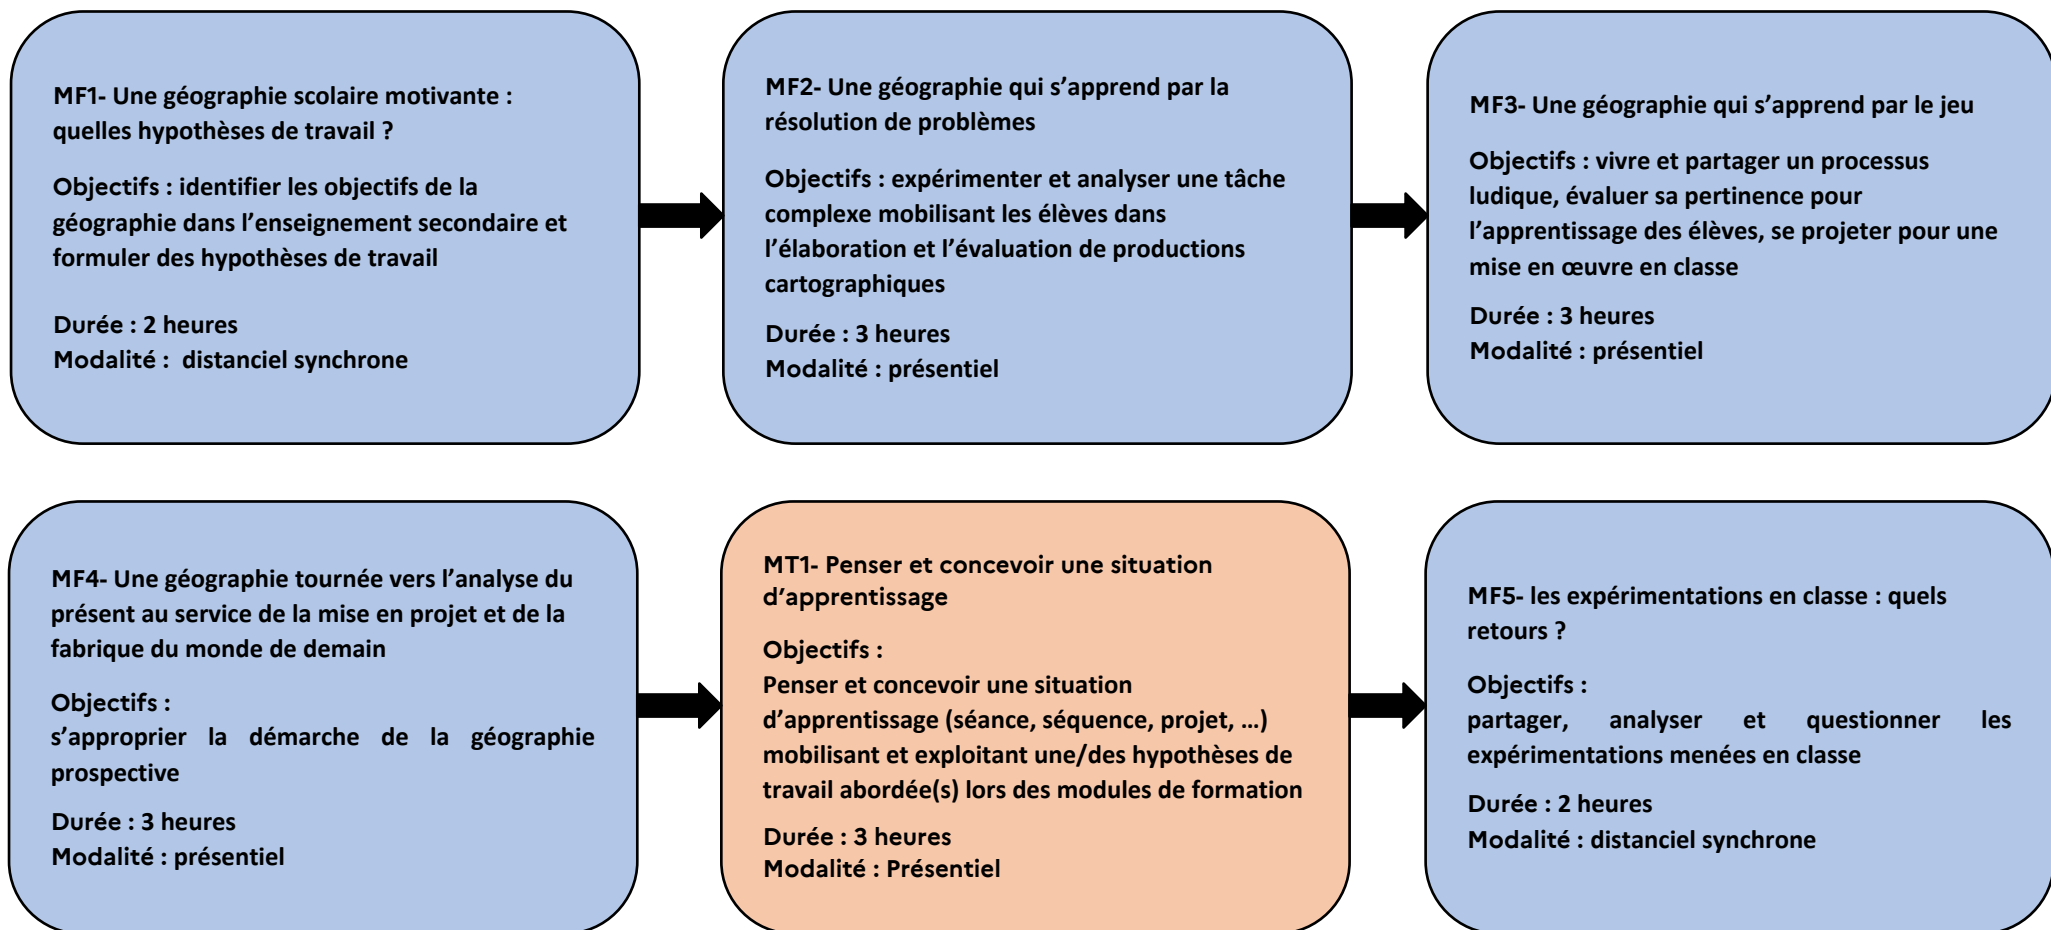 MF1- Une géographie scolaire motivante :
quelles hypothèses de travail ?
Objectifs : identifier les objectifs de la
géographie dans l’enseignement secondaire et
formuler des hypothèses de travail
Durée : 2 heures
Modalité : distanciel synchrone
MF2- Une géographie qui s’apprend par la
résolution de problèmes
Objectifs : expérimenter et analyser une tâche
complexe mobilisant les élèves dans
l’élaboration et l’évaluation de productions
cartographiques
Durée : 3 heures
Modalité : présentiel
MF3- Une géographie qui s’apprend par le jeu
Objectifs : vivre et partager un processus
ludique, évaluer sa pertinence pour
l’apprentissage des élèves, se projeter pour une
mise en œuvre en classe
Durée : 3 heures
Modalité : présentiel
MF4- Une géographie tournée vers l’analyse du
présent au service de la mise en projet et de la
fabrique du monde de demain
Objectifs :
s’approprier la démarche de la géographie
prospective
Durée : 3 heures
Modalité : présentiel
MT1- Penser et concevoir une situation
d’apprentissage
Objectifs :
Penser et concevoir une situation
d’apprentissage (séance, séquence, projet, …)
mobilisant et exploitant une/des hypothèses de
travail abordée(s) lors des modules de formation
Durée : 3 heures
Modalité : Présentiel
MF5- les expérimentations en classe : quels
retours ?
Objectifs :
partager, analyser et questionner les
expérimentations menées en classe
Durée : 2 heures
Modalité : distanciel synchrone